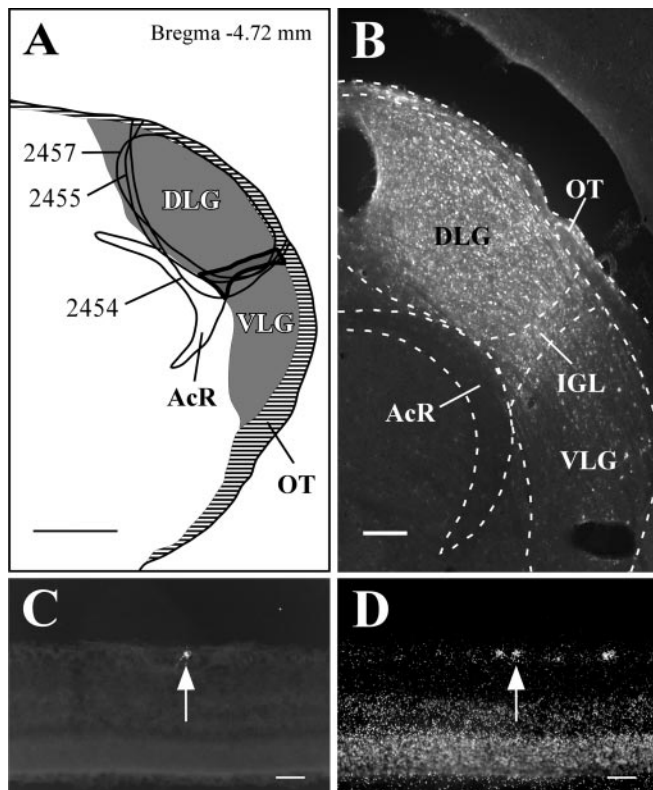 A
Bregma -4.72 mm
2457
2455
DLG
2454
VLG
AcR
OT
B
OT
DLG
IGL
AcR
VLG
C
D